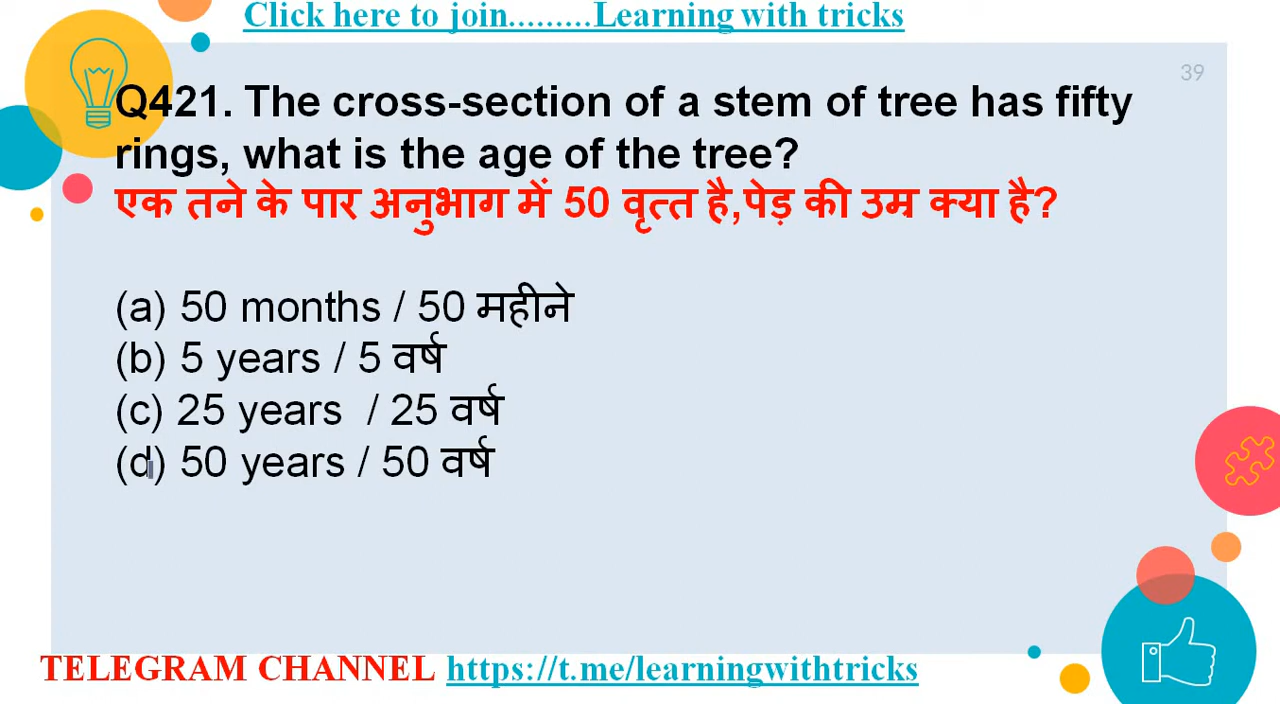 Click here to join.........Learning with tricks
39
Q421. The cross-section of a stem of tree has fifty
rings, what is the age of the tree?
एक तने के पार अनुभाग में 50 वृत्त है,पेड़ की उम्र क्या है?
(a) 50 months / 50 महीने
(b) 5 years / 5 वर्ष
(c) 25 years / 25 वर्ष
(d) 50 years / 50 वर्ष
TELEGRAM CHANNEL https://t.me/learningwithtricks